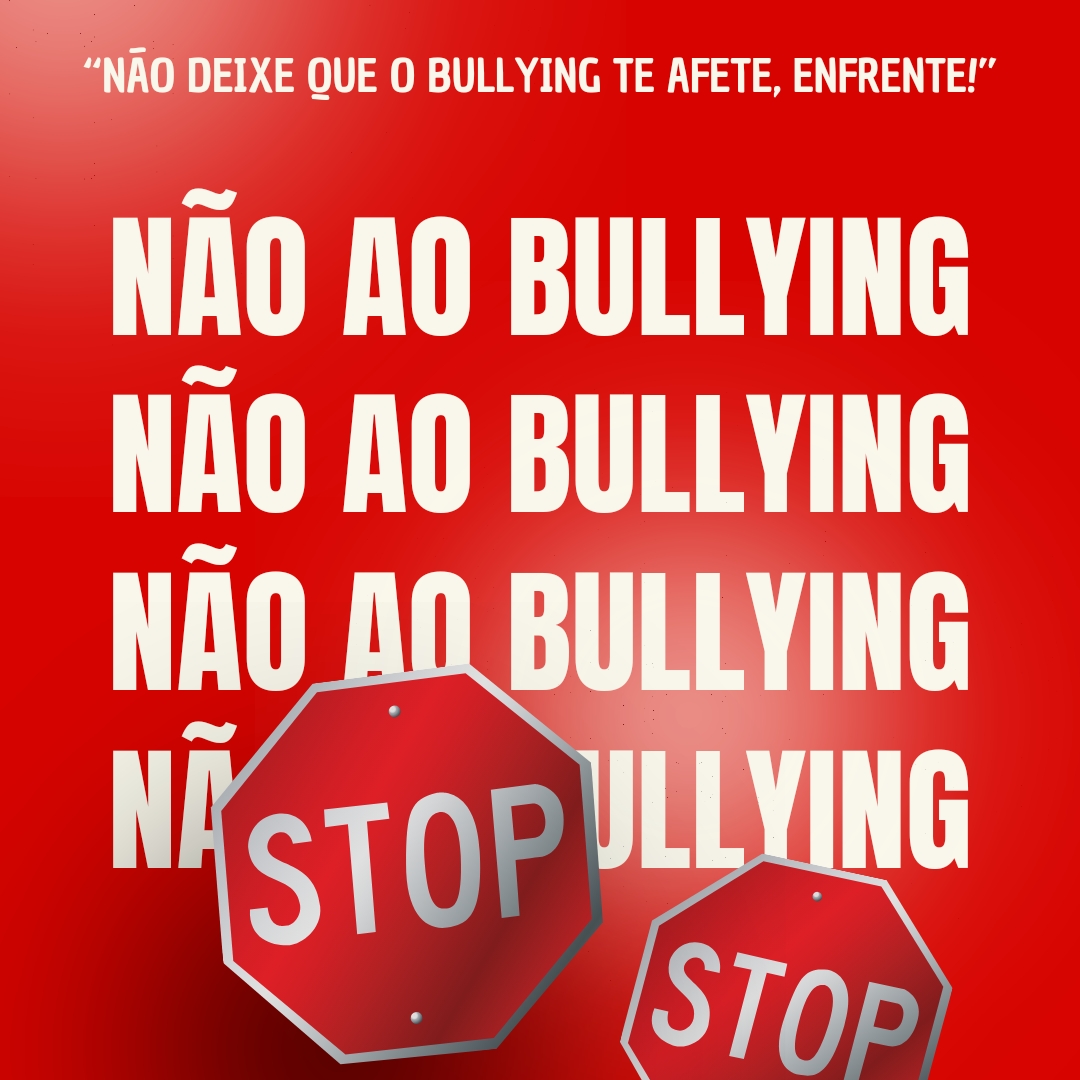 “NÃO DEIXE QUE O BULLYING TE AFETE, ENFRENTE!”
NÃO AO BULLYING
NÃO AO BULLYING
NÃO AO BULLYING
NÃ ULLYING
STOP
STOP